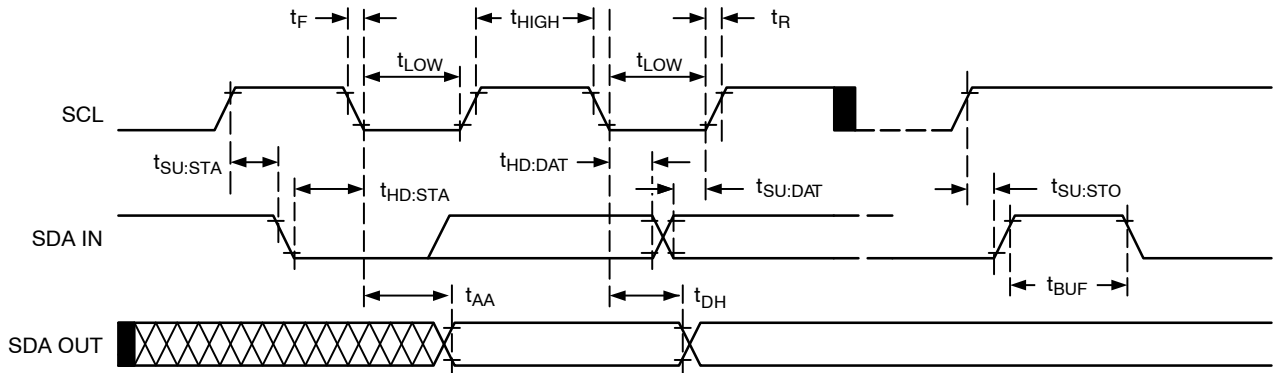 tF
tHIGH
tR
tLOW
tLOW
SCL
tSU:STA
tHD:STA
tHD:DAT
tSU:DAT
tSU:STO
SDA IN
tAA
tDH
tBUF
SDA OUT